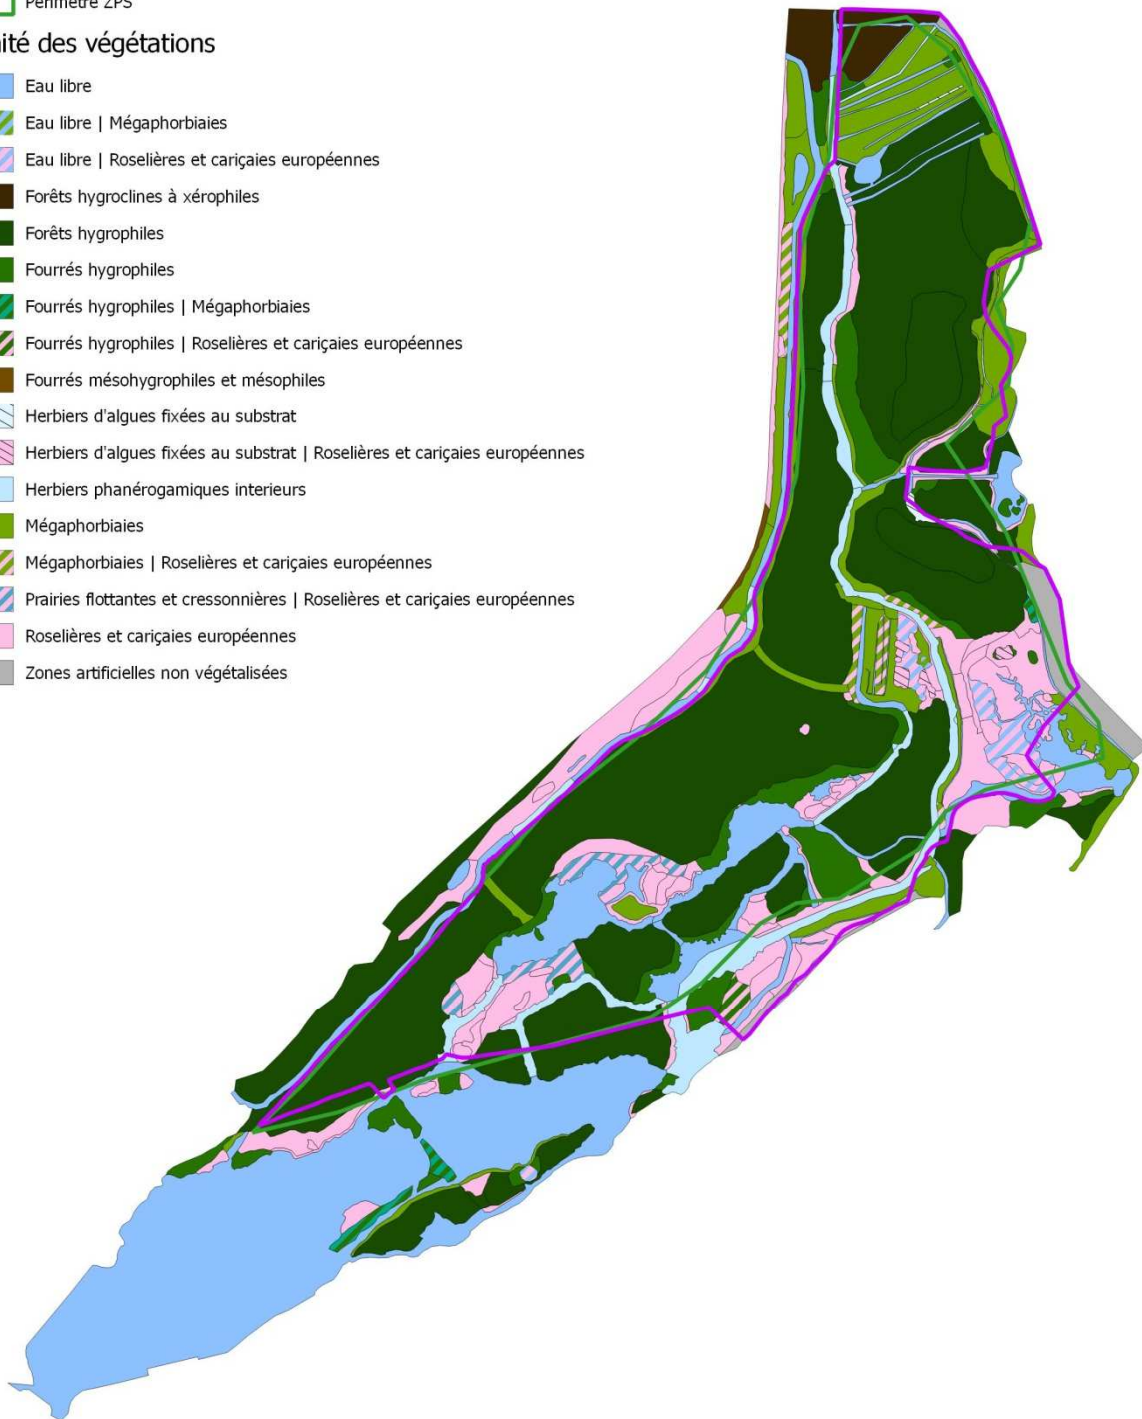 Périmètre ZPS
ité des végétations
Eau libre
Eau libre | Mégaphorbiaies
Eau libre | Roselières et cariçaies européennes
Forêts hygroclines à xérophiles
Forêts hygrophiles
Fourrés hygrophiles
Fourrés hygrophiles | Mégaphorbiaies
Fourrés hygrophiles | Roselières et cariçaies européennes
Fourrés mésohygrophiles et mésophiles
Herbiers d'algues fixées au substrat
Herbiers d'algues fixées au substrat | Roselières et cariçaies européennes
Herbiers phanérogamiques interieurs
Mégaphorbiaies
Mégaphorbiaies | Roselières et cariçaies européennes
Prairies flottantes et cressonnières | Roselières et cariçaies européennes
Roselières et cariçaies européennes
Zones artificielles non végétalisées